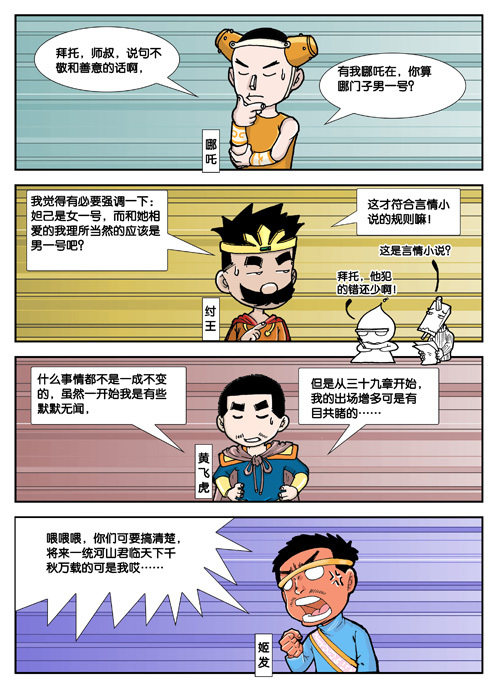 拜托，师叔，说句不
敬和善意的话啊，
有我哪吒在，你算
哪门子男一号？
哪吒
我觉得有必要强调一下：
妲己是女一号，而和她相
爱的我理所当然的应该是
男一号吧？
这才符合言情小
说的规则嘛！
这是言情小说？
拜托，他犯
的错还少啊！
纣王
什么事情都不是一成不变
的，虽然一开始我是有些
默默无闻，
但是从三十九章开始，
我的出场增多可是有
目共睹的……
黄飞虎
喂喂喂，你们可要搞清楚，
将来一统河山君临天下千
秋万载的可是我哎……
姬发